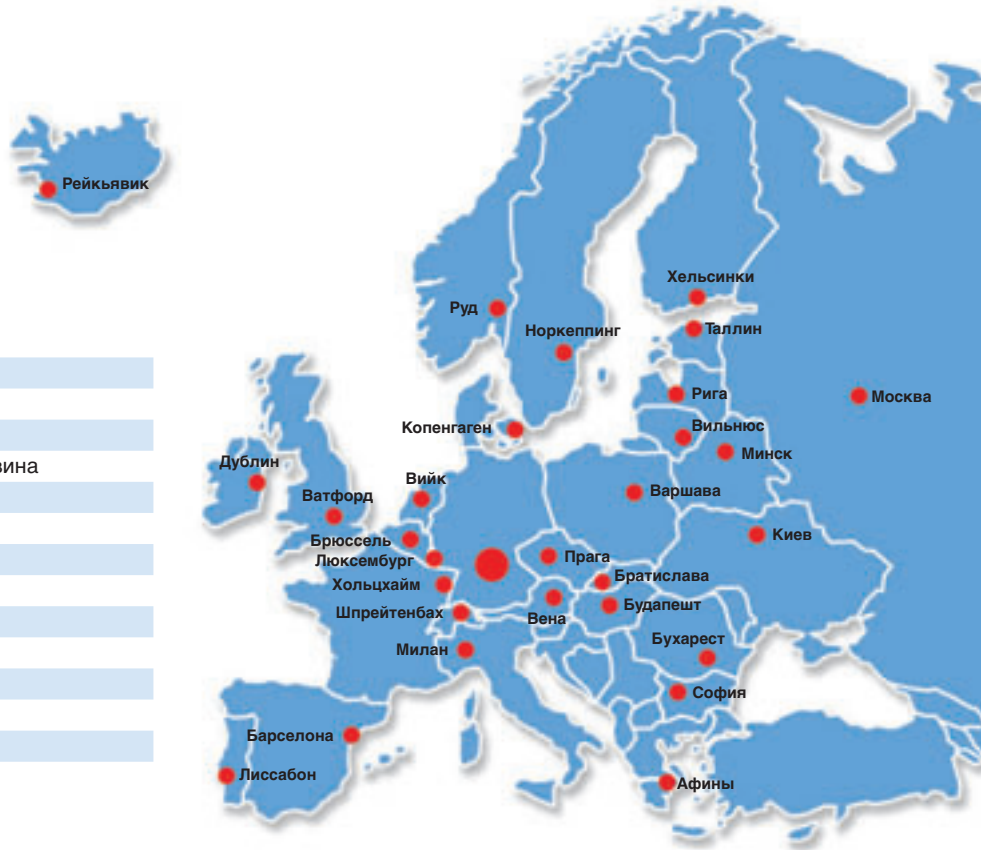 Рейкьявик
Хельсинки
Руд
Таллин
Норкеппинг
Рига
Москва
Копенгаген
Вильнюс
Минск
вина
Дублин
Вийк
Варшава
Ватфорд
Киев
Брюссель
Прага
Люксембург
Братислава
Хольцхайм
Будапешт
Шпрейтенбах
Вена
Бухарест
Милан
София
Барселона
Лиссабон
Афины